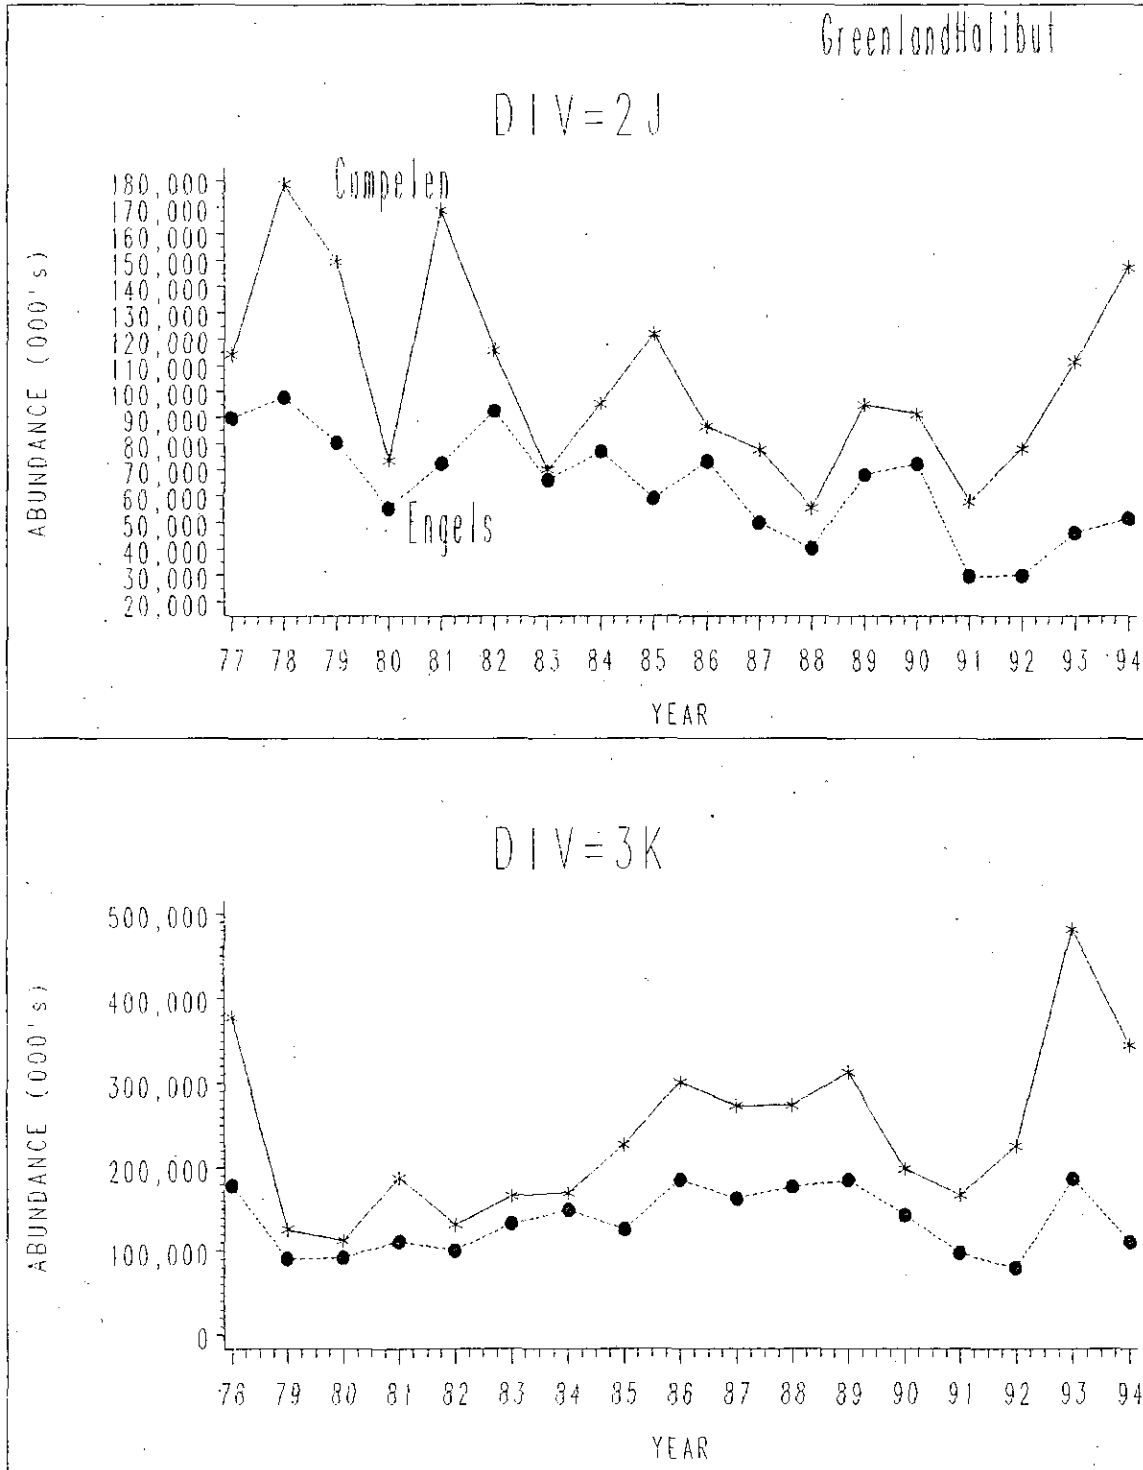 GreenlandHalibut
DIV=2J
Campelen
Engels
ABUNDANCE (000's)
180,000
170,000
160,000
150,000
140,000
130,000
120,000
110,000
100,000
90,000
80,000
70,000
60,000
50,000
40,000
30,000
20,000
77 78 79 80 81 82 83 84 85 86 87 88 89 90 91 92 93 94
YEAR
DIV=3K
ABUNDANCE (000's)
500,000
400,000
300,000
200,000
100,000
0
78 79 80 81 82 83 84 85 86 87 88 89 90 91 92 93 94
YEAR